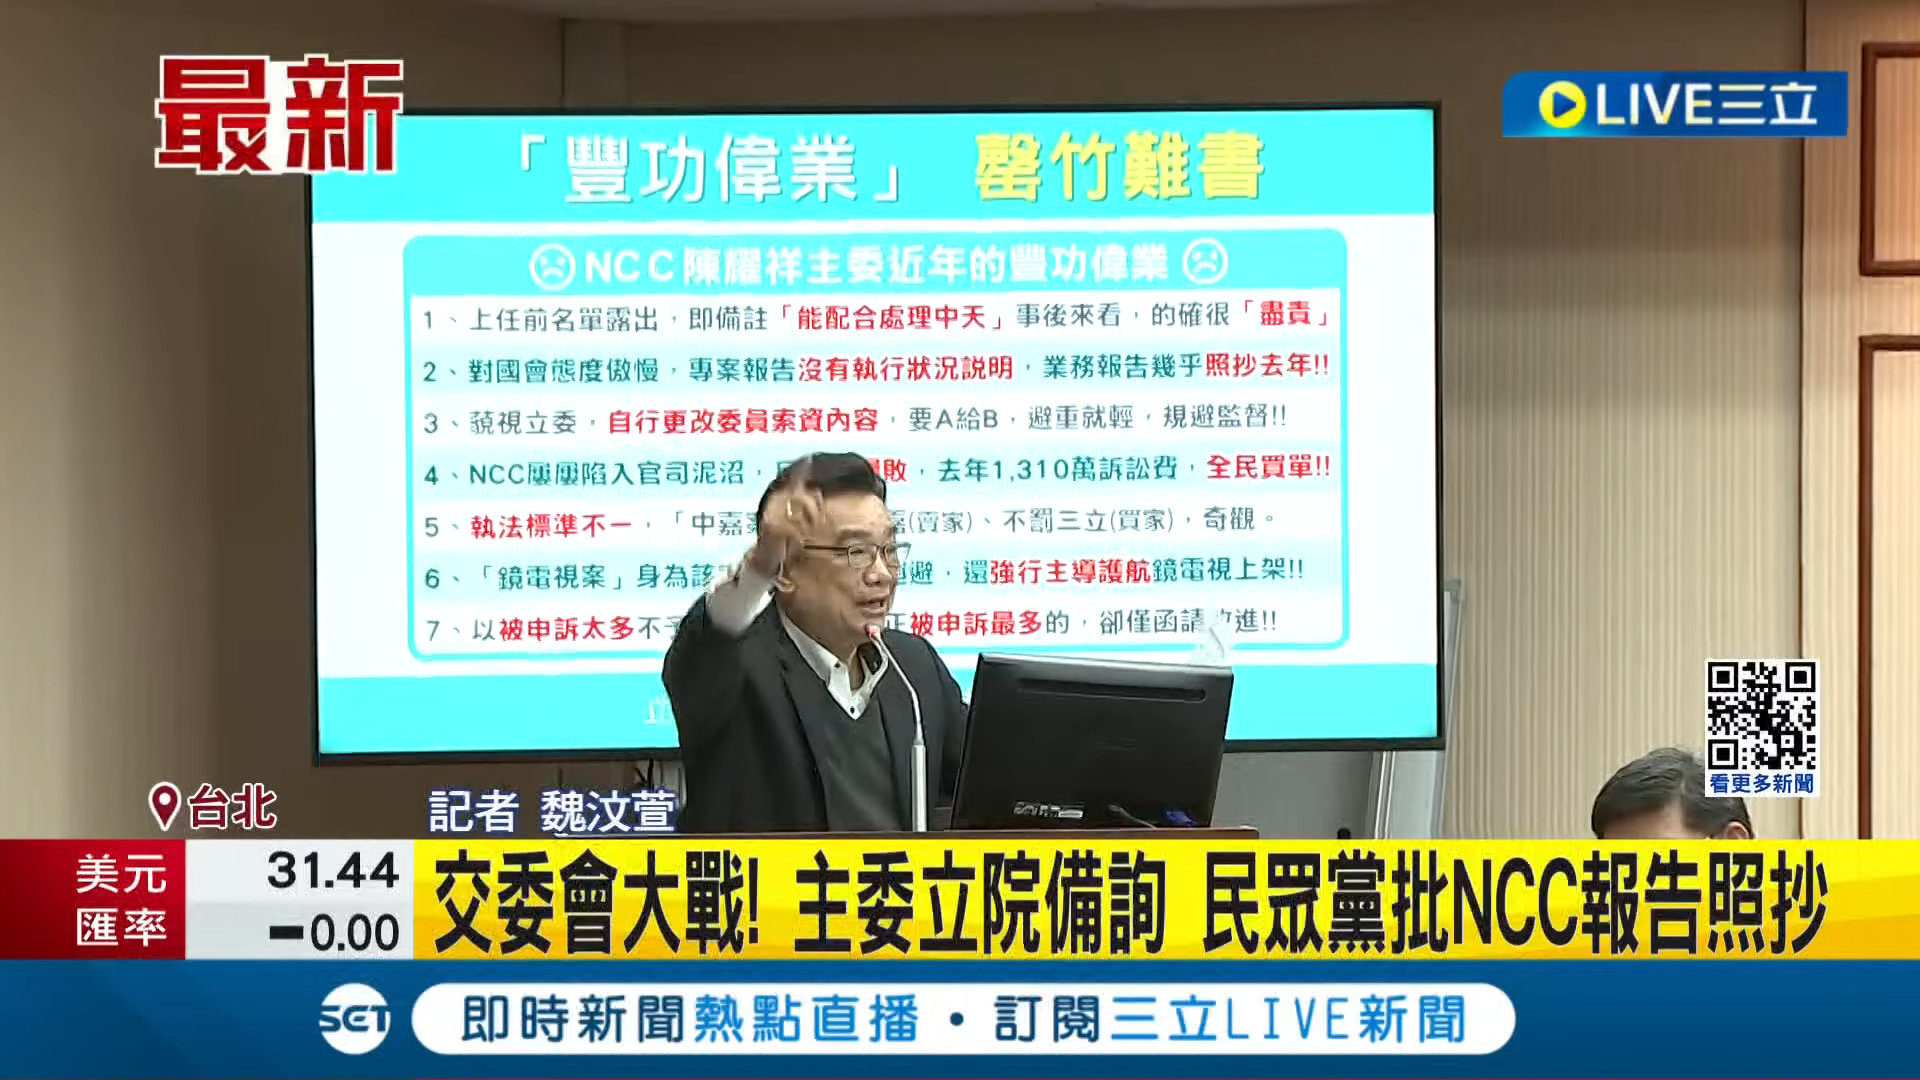 最新
LIVE三立
「豐功偉業」 罄竹難書
NCC陳耀祥主委近年的豐功偉業
1、上任前名單露出，即備註「能配合處理中天」事後來看，的確很「盡責」
2、對國會態度傲慢，專案報告沒有執行狀況說明，業務報告幾乎照抄去年!!
3、藐視立委，自行更改委員索資內容，要A給B，避重就輕，規避監督!!
4、NCC屢屢陷入官司泥沼，敗，去年1,310萬訴訟費，全民買單!!
5、執法標準不一，「中嘉(賣家)、不罰三立(買家)，奇觀。
6、「鏡電視案」身為該避，還強行主導護航鏡電視上架!!
7、以被申訴太多不被申訴最多的，卻僅函請改進!!
立
看更多新聞
台北
記者 魏汶萱
美元
匯率
31.44
-0.00
交委會大戰! 主委立院備詢 民眾黨批NCC報告照抄
SET
即時新聞熱點直播・訂閱三立LIVE新聞